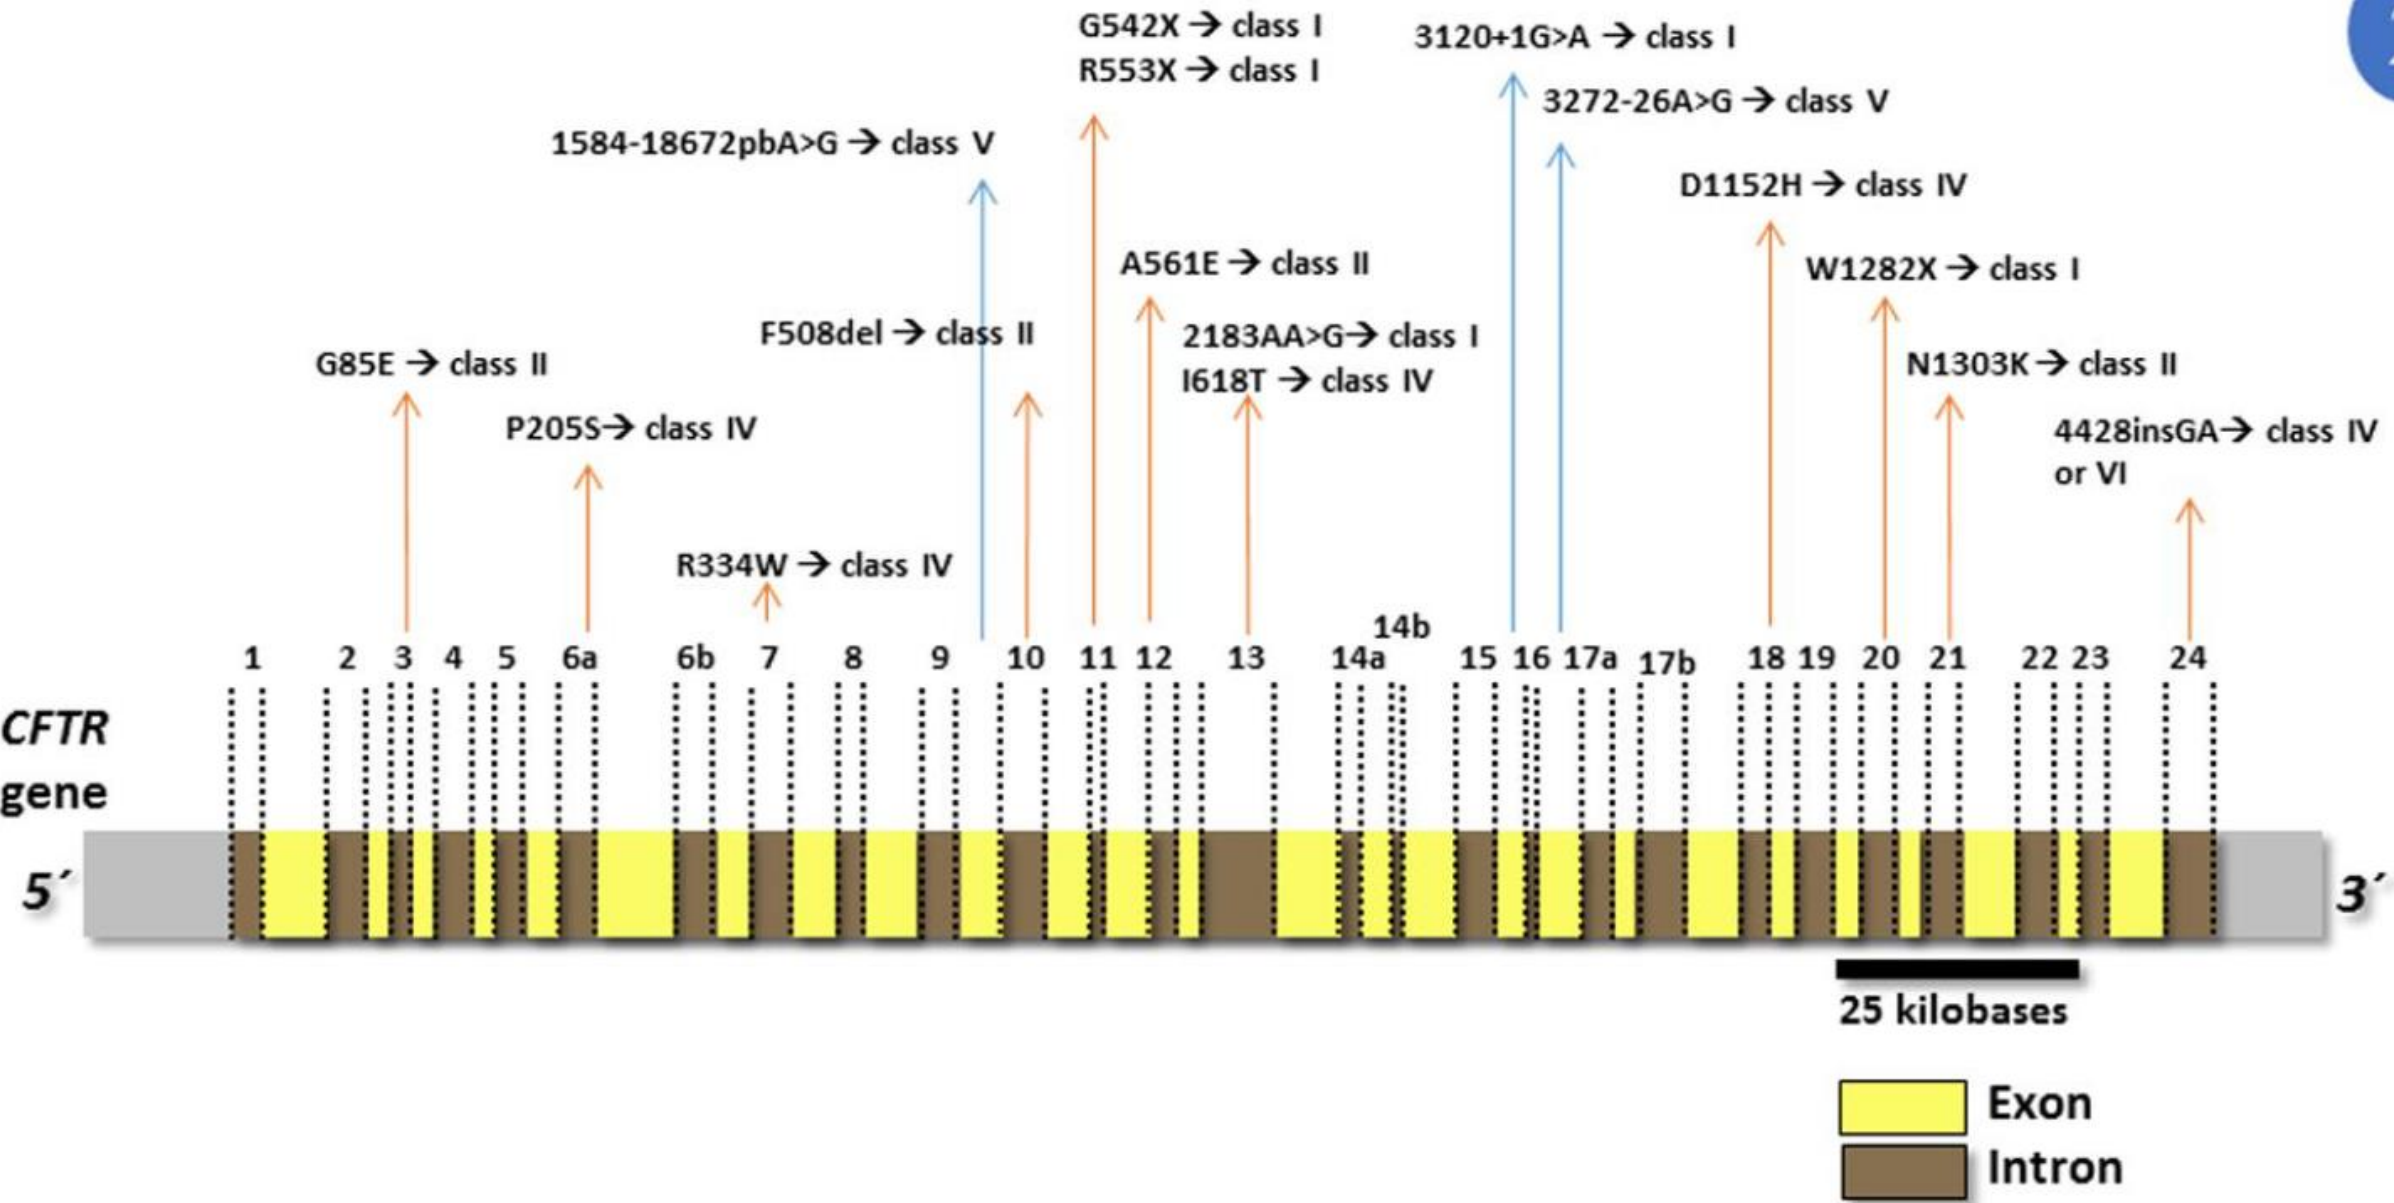 G542X → class I
R553X → class I
3120+1G>A → class I
3272-26A>G → class V
1584-18672pbA>G → class V
D1152H → class IV
A561E → class II
W1282X → class I
F508del → class II
2183AA>G→ class I
I618T → class IV
G85E → class II
N1303K → class II
P205S→ class IV
4428insGA→ class IV
or VI
R334W → class IV
14b
1 2 3 4 5 6a 6b 7 8 9 10 11 12 13 14a 15 16 17a 17b 18 19 20 21 22 23 24
CFTR
gene
5´
3´
25 kilobases
Exon
Intron